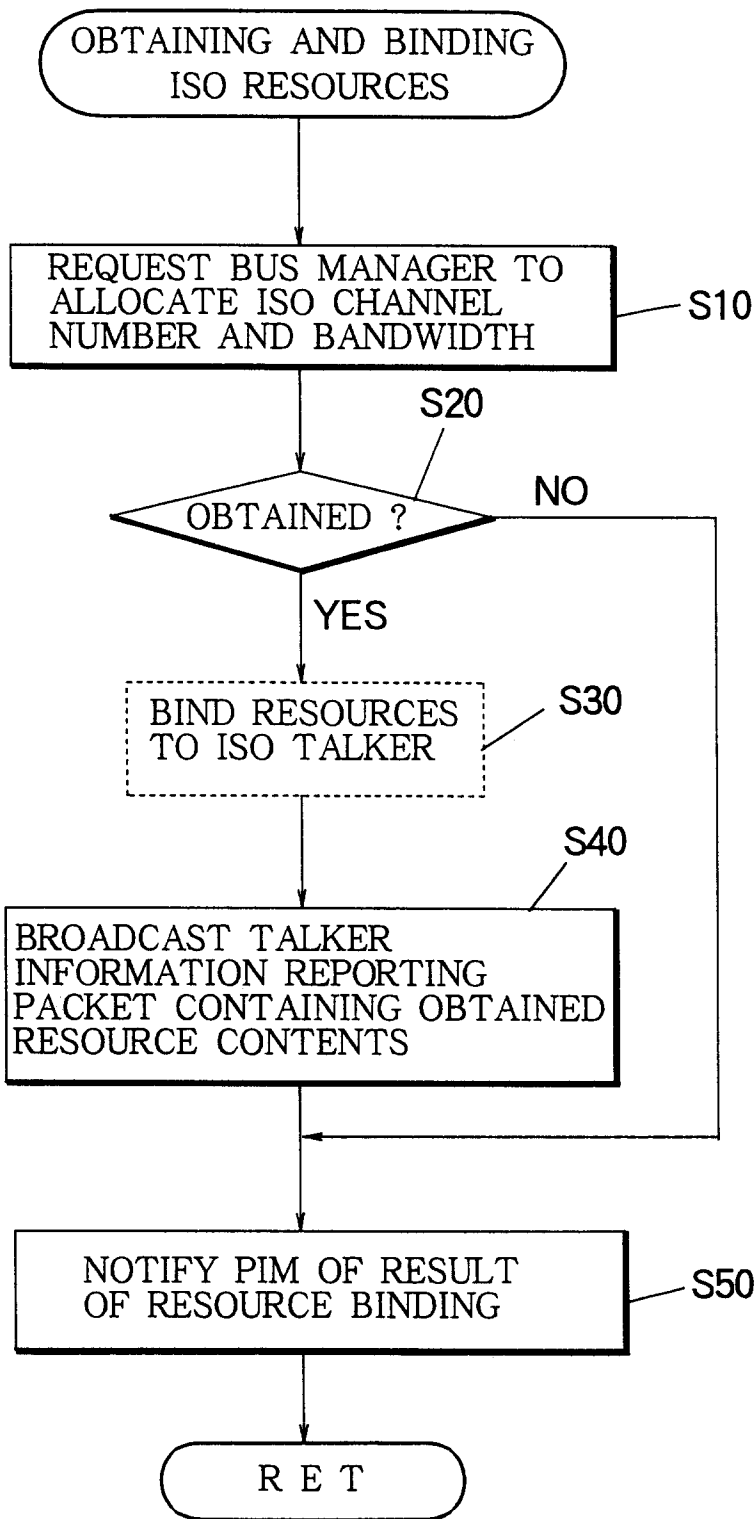 OBTAINING AND BINDING
ISO RESOURCES
REQUEST BUS MANAGER TO
ALLOCATE ISO CHANNEL
NUMBER AND BANDWIDTH
S10
S20
OBTAINED ?
NO
YES
BIND RESOURCES
TO ISO TALKER
S30
S40
BROADCAST TALKER
INFORMATION REPORTING
PACKET CONTAINING OBTAINED
RESOURCE CONTENTS
NOTIFY PIM OF RESULT
OF RESOURCE BINDING
S50
R E T